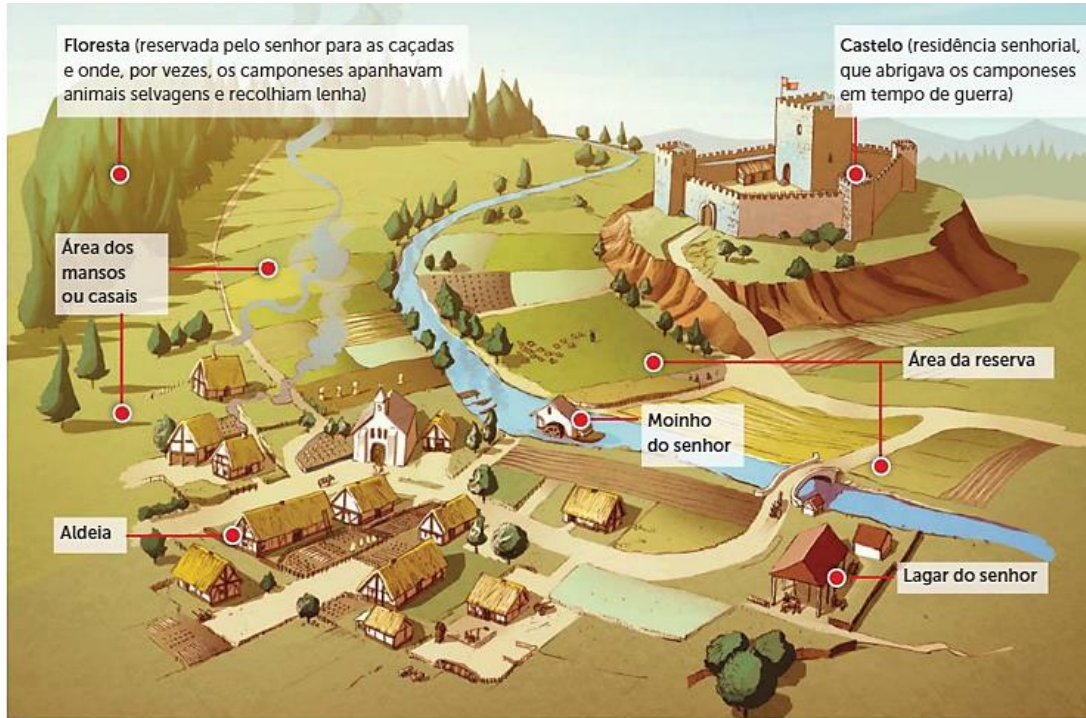 Floresta (reservada pelo senhor para as caçadas
e onde, por vezes, os camponeses apanhavam
animais selvagens e recolhiam lenha)
Castelo (residência senhorial,
que abrigava os camponeses
em tempo de guerra)
Área dos
mansos
ou casais
Área da reserva
Moinho
do senhor
Aldeia
Lagar do senhor